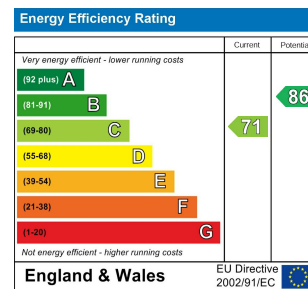 Energy Efficiency Rating
Current Potentia
Very energy efficient - lower running costs
(92 plus) A
(81-91) B
86
(69-80) C
71
(55-68) D
(39-54) E
(21-38) F
(1-20) G
Not energy efficient - higher running costs
England & Wales
EU Directive
2002/91/EC